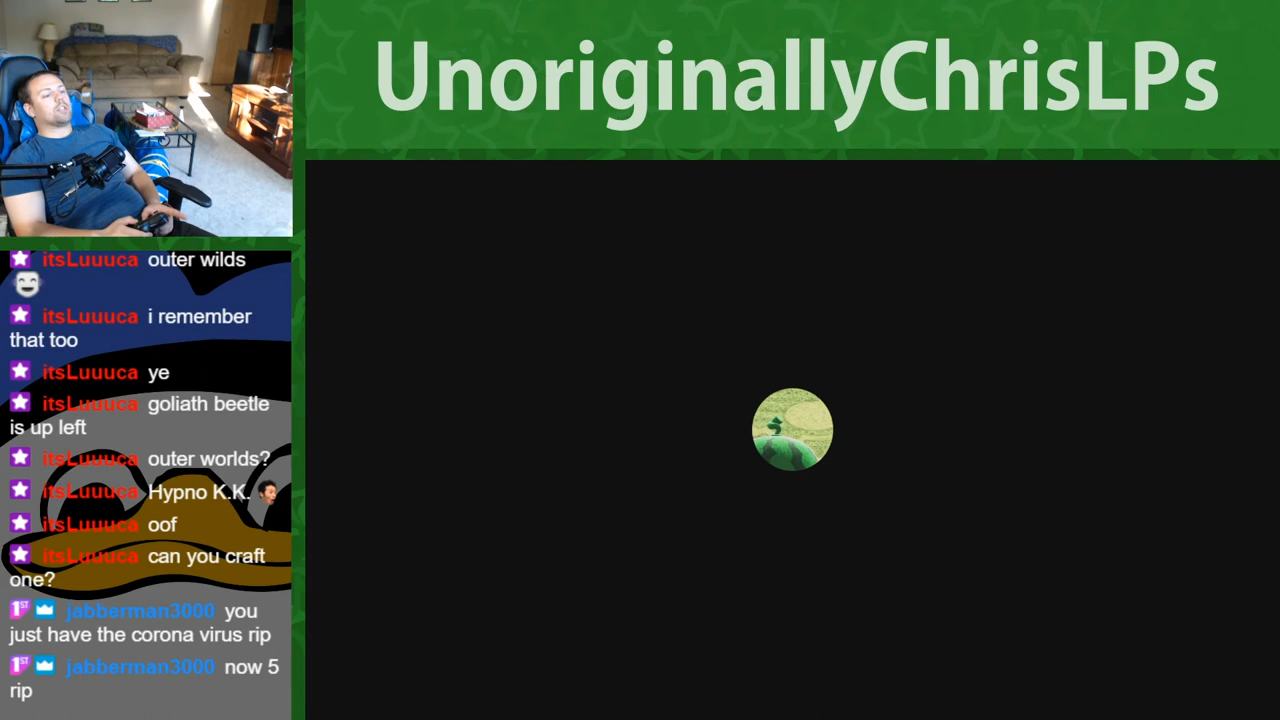 UnoriginallyChrisLPs
itsLuuuca outer wilds
itsLuuuca i remember
that too
itsLuuuca ye
itsLuuuca goliath beetle
is up left
itsLuuuca outer worlds?
itsLuuuca Hypno K.K.
itsLuuuca oof
itsLuuuca can you craft
one?
1ST jabberman3000 you
just have the corona virus rip
1ST jabberman3000 now 5
rip